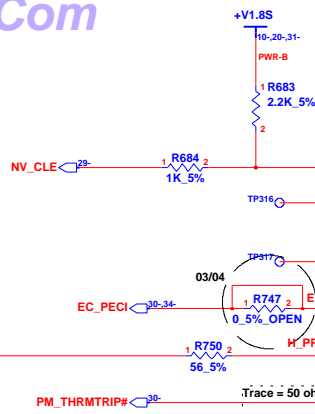 Com
+V1.8S
10-,20-,31-
PWR-B
1 R683
2.2K_5%
2
NV_CLE 29- 1 R684 2
1K_5%
TP316
TP317
03/04
EC_PECI 30-,34- 1 R747 2
0_5%_OPEN
1 R750 2
56_5%
PM_THRMTRIP# 30-
Trace = 50 oh